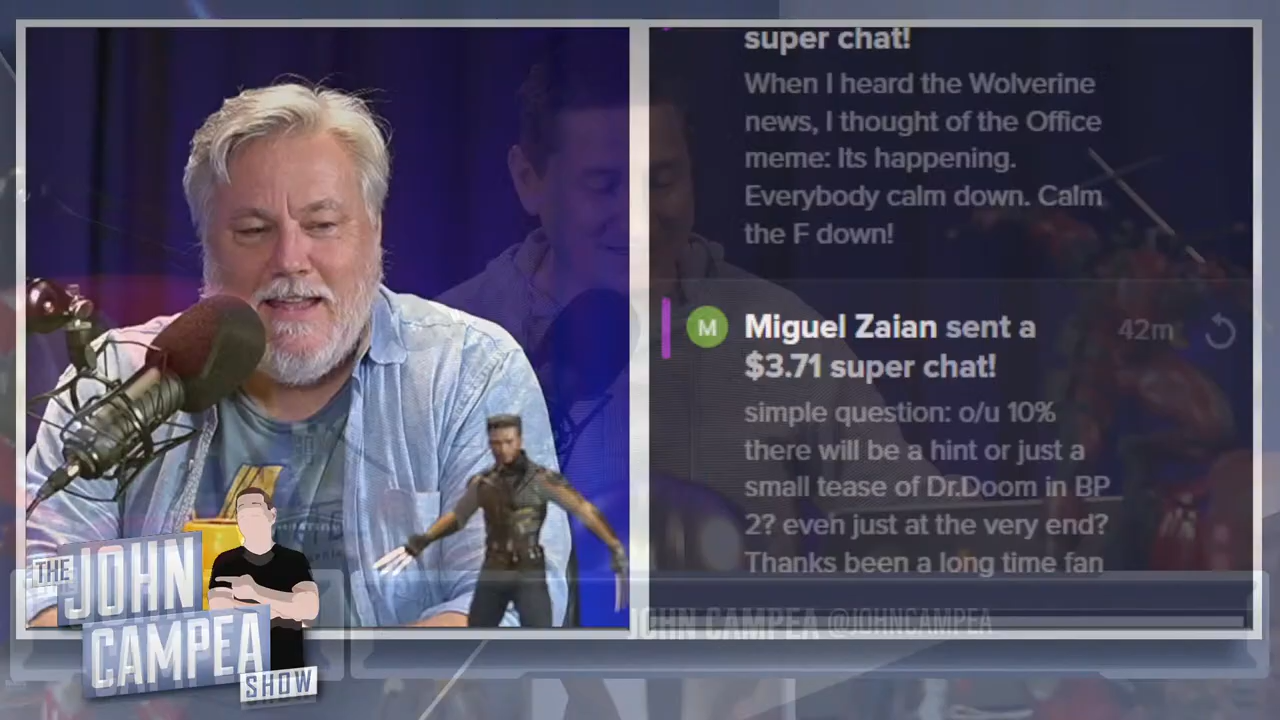 super chat!
When I heard the Wolverine
news, I thought of the Office
meme: Its happening.
Everybody calm down. Calm
the F down!
M
Miguel Zaian sent a
42m
$3.71 super chat!
simple question: o/u 10%
there will be a hint or just a
small tease of Dr.Doom in BP
2? even just at the very end?
Thanks been a long time fan
THE
JOHN
CAMPEA
SHOW
JOHN CAMPEA @JOHNCAMPEA